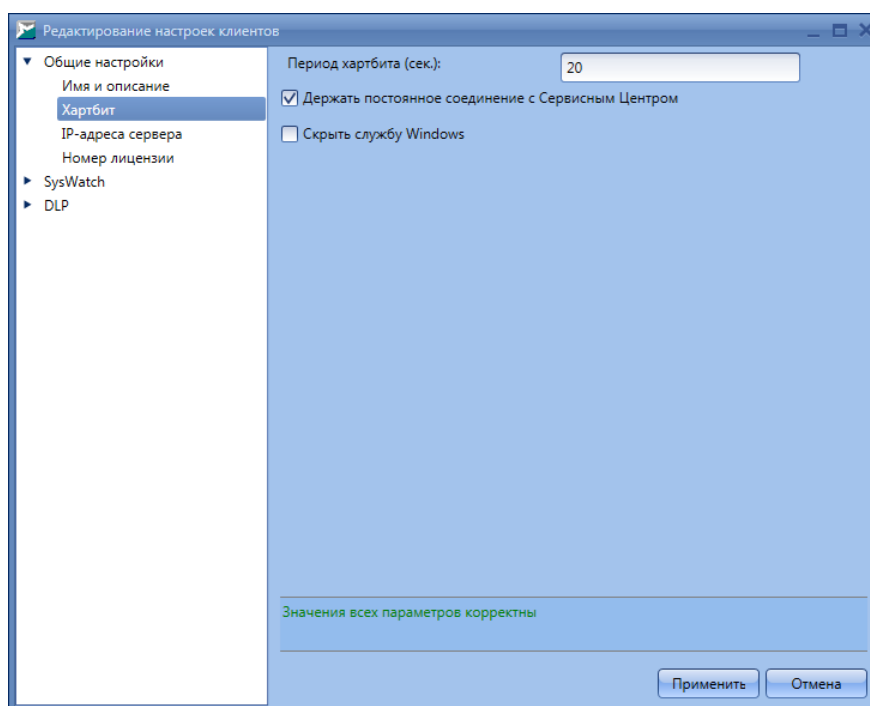 Редактирование настроек клиентов
Общие настройки
Имя и описание
Хартбит
IP-адреса сервера
Номер лицензии
SysWatch
DLP
Период хартбита (сек.):
20
Держать постоянное соединение с Сервисным Центром
Скрыть службу Windows
Значения всех параметров корректны
Применить
Отмена